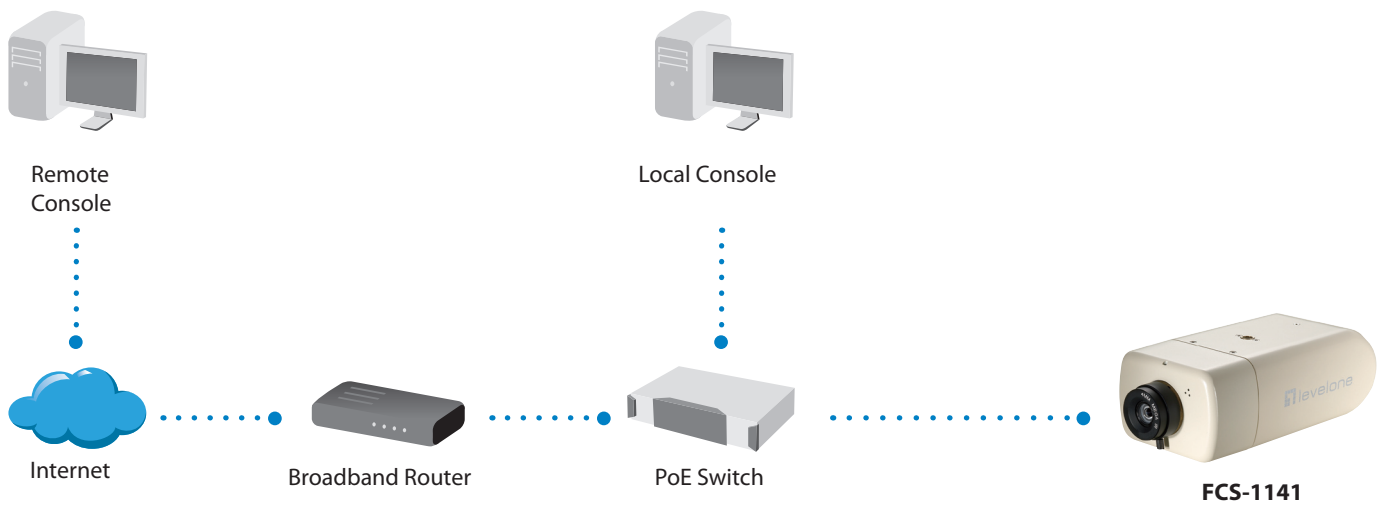 Remote
Console
Local Console
levelone
Internet
Broadband Router
PoE Switch
FCS-1141